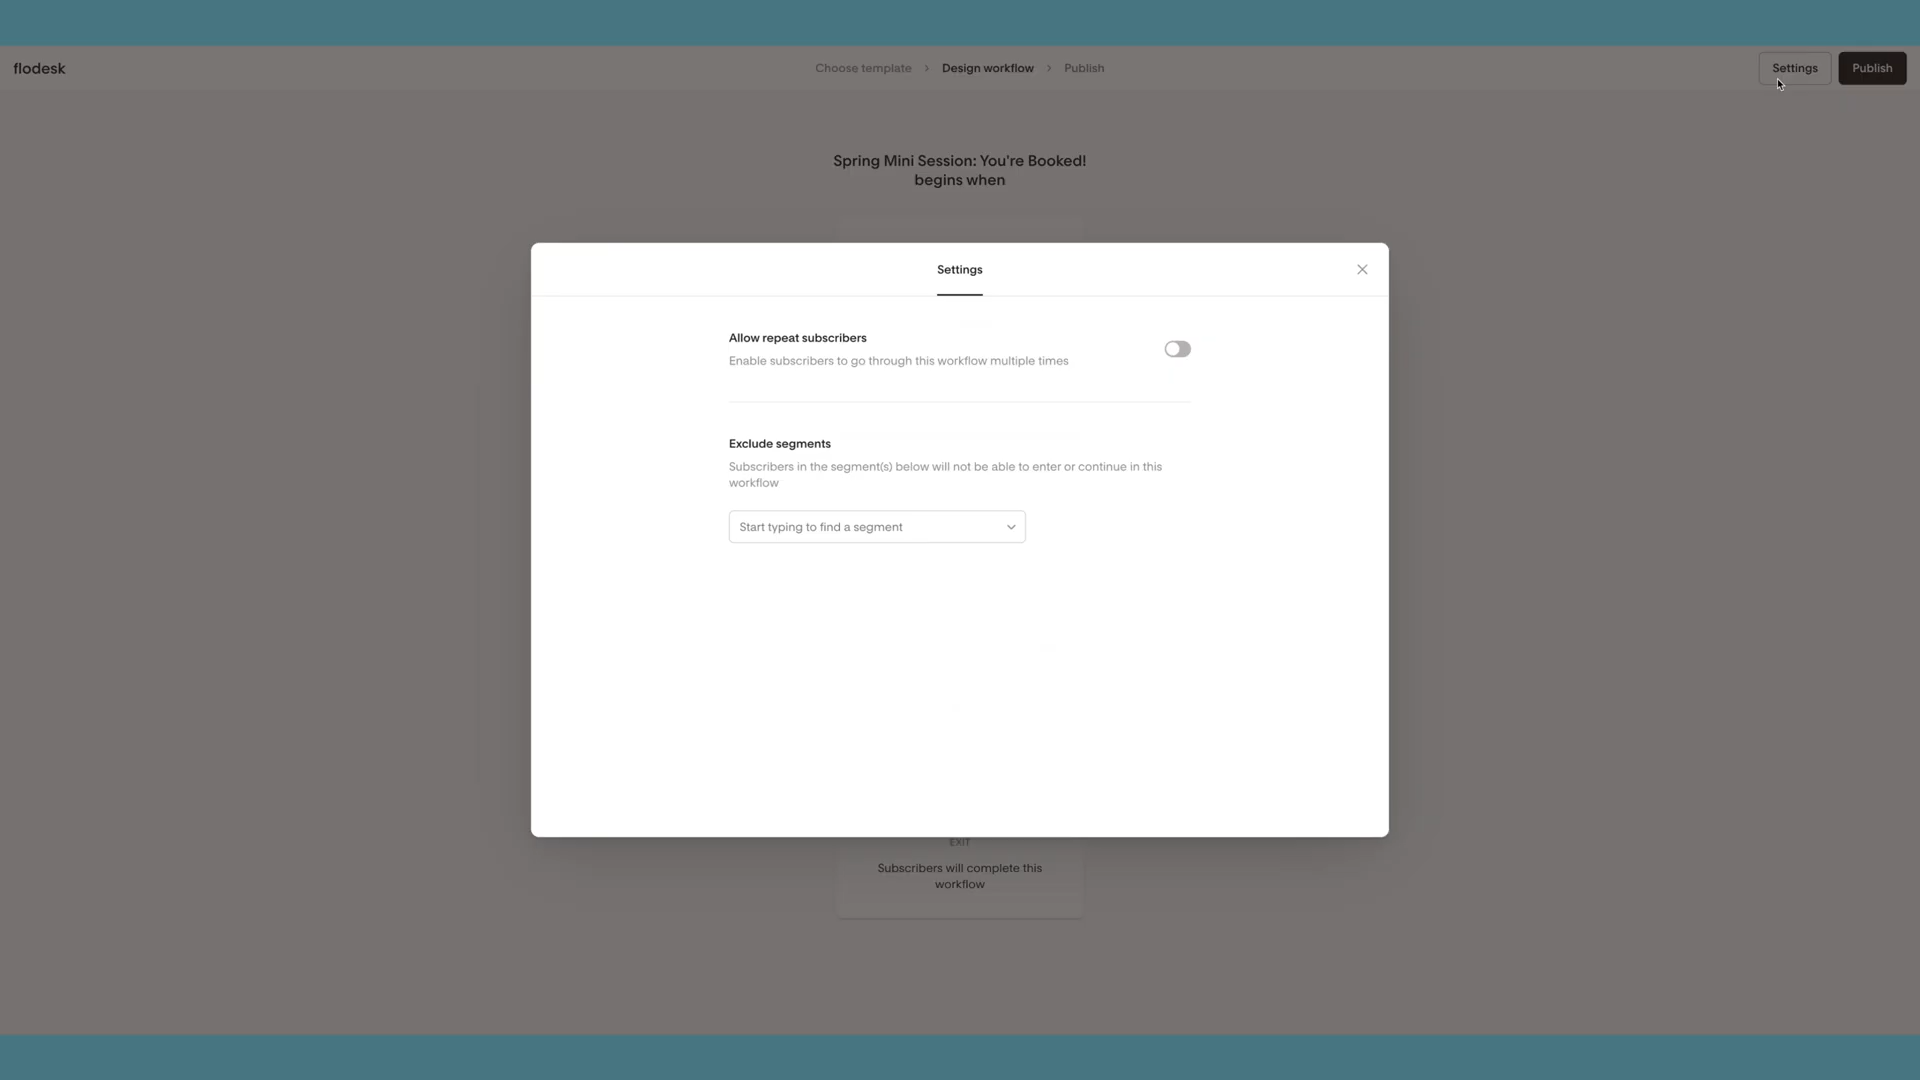 flodesk
Choose template
Design workflow
Publish
Settings
Publish
Spring Mini Session: You're Booked!
begins when
Settings
Allow repeat subscribers
Enable subscribers to go through this workflow multiple times
Exclude segments
Subscribers in the segment(s) below will not be able to enter or continue in this
workflow
Start typing to find a segment
EXIT
Subscribers will complete this
workflow